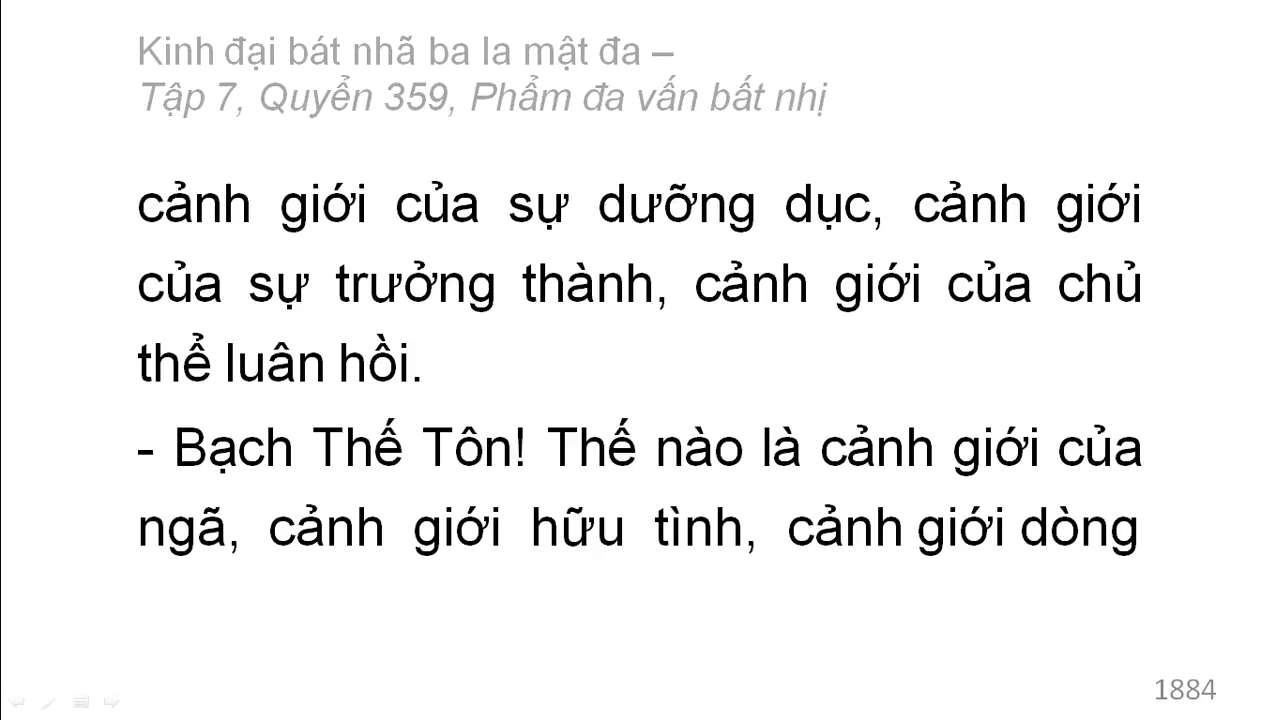 Kinh đại bát nhã ba la mật đa –
Tập 7, Quyển 359, Phẩm đa vấn bất nhị
cảnh giới của sự dưỡng dục, cảnh giới
của sự trưởng thành, cảnh giới của chủ
thể luân hồi.
- Bạch Thế Tôn! Thế nào là cảnh giới của
ngã, cảnh giới hữu tình, cảnh giới dòng
1884